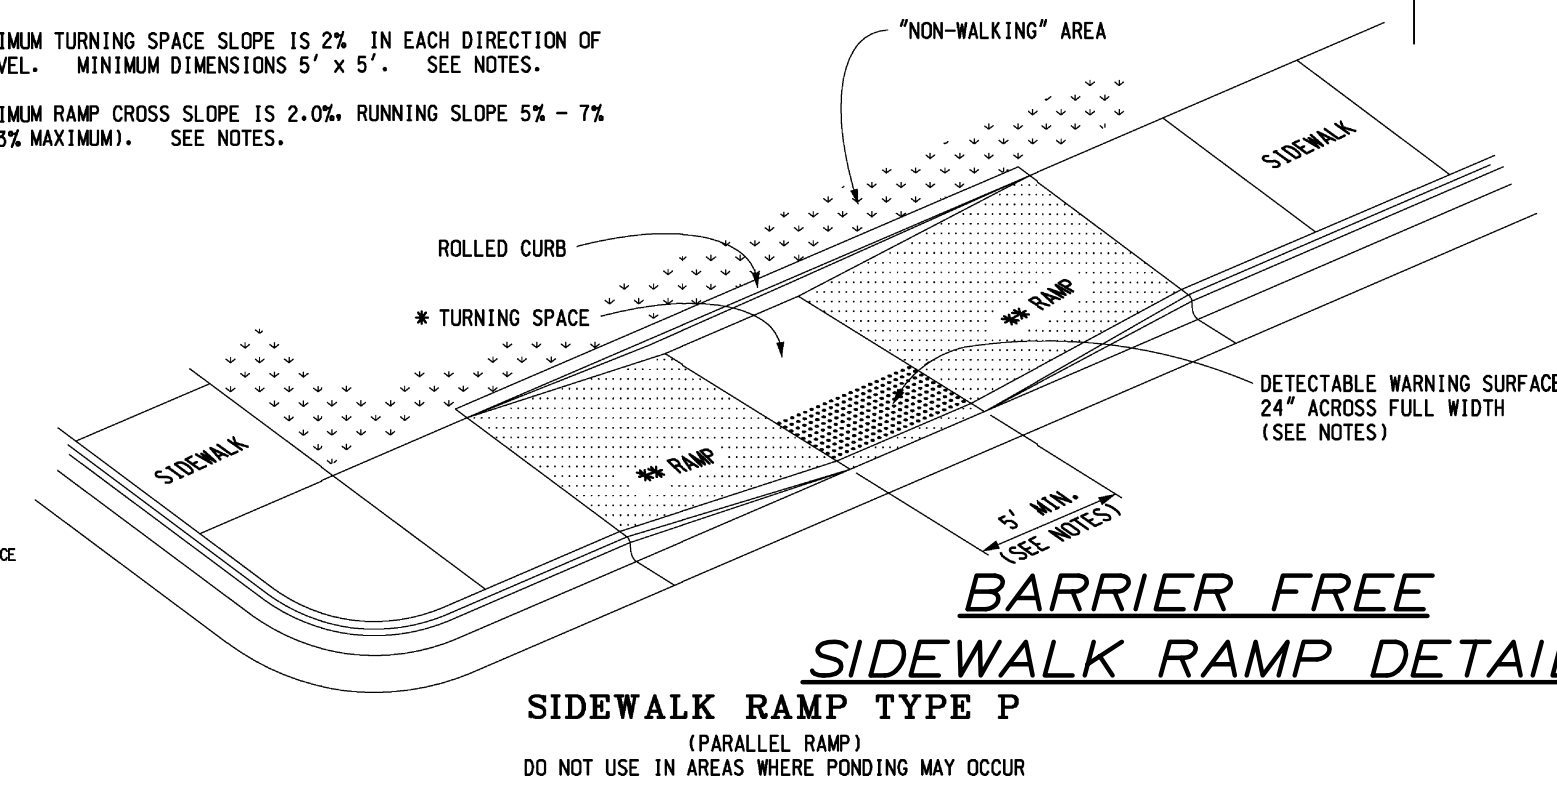 "NON-WALKING" AREA
IMUM TURNING SPACE SLOPE IS 2% IN EACH DIRECTION OF
VEL. MINIMUM DIMENSIONS 5' x 5'. SEE NOTES.
IMUM RAMP CROSS SLOPE IS 2.0%, RUNNING SLOPE 5% - 7%
3% MAXIMUM). SEE NOTES.
SIDEWALK
ROLLED CURB
* TURNING SPACE
** RAMP
DETECTABLE WARNING SURFACE
24" ACROSS FULL WIDTH
(SEE NOTES)
SIDEWALK
** RAMP
5' MIN.
(SEE NOTES)
CE
BARRIER FREE
SIDEWALK RAMP DETAIL
SIDEWALK RAMP TYPE P
(PARALLEL RAMP)
DO NOT USE IN AREAS WHERE PONDING MAY OCCUR